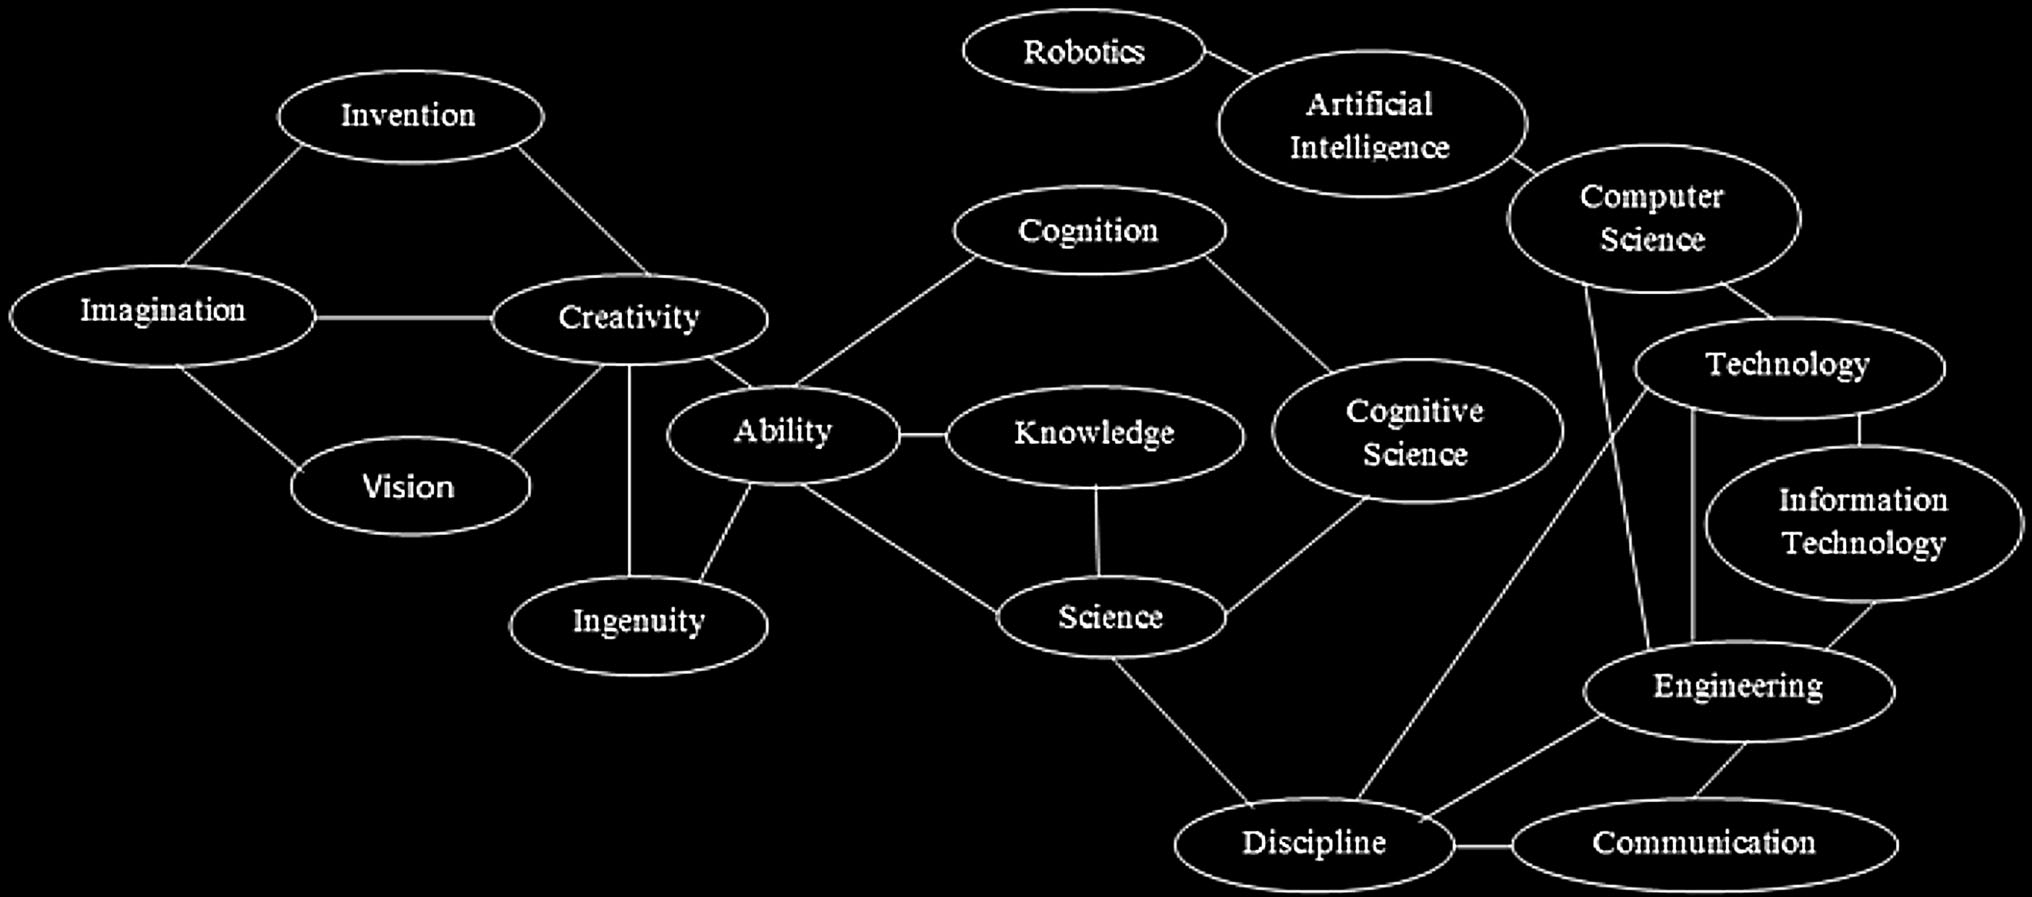 Robotics
Artificial
Intelligence
Invention
Computer
Science
Cognition
Imagination
Creativity
Technology
Ability
Knowledge
Cognitive
Science
Vision
Information
Technology
Ingenuity
Science
Engineering
Discipline
Communication